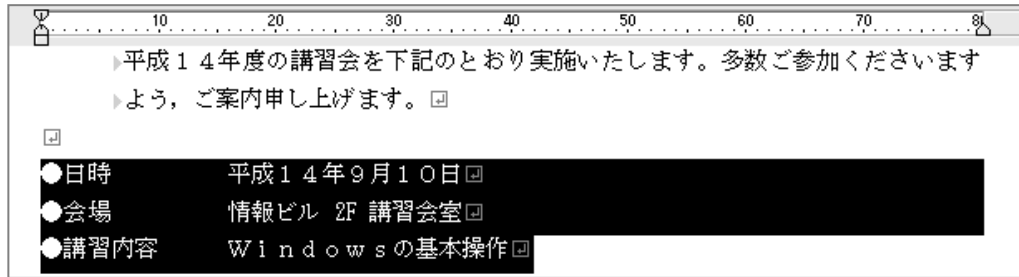 10 20 30 40 50 60 70 80
平成１４年度の講習会を下記のとおり実施いたします。多数ご参加くださいます
よう，ご案内申し上げます。
●日時　　　　　平成１４年９月１０日
●会場　　　　　情報ビル 2F 講習会室
●講習内容　　　Ｗｉｎｄｏｗｓの基本操作